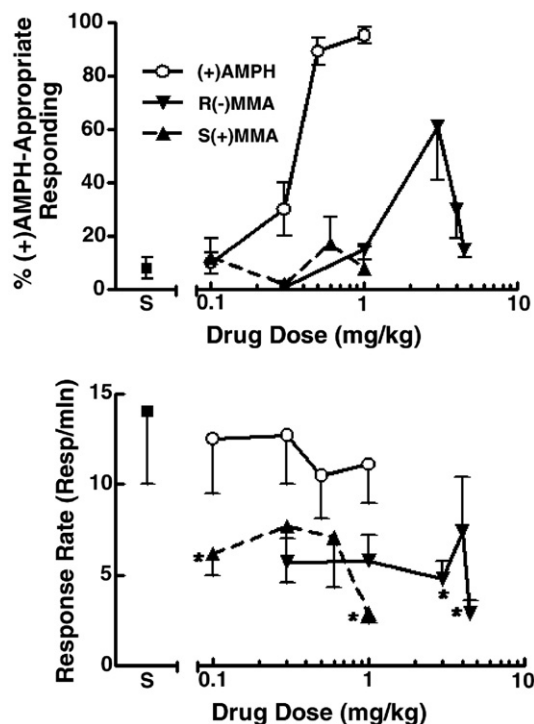 % (+)AMPH-Appropriate
Responding
100
80
60
40
20
0
(+)AMPH
R(-)MMA
S(+)MMA
S
0.1
1
10
Drug Dose (mg/kg)
Response Rate (Resp/mln)
15
10
5
0
*
*
*
*
S
0.1
1
10
Drug Dose (mg/kg)